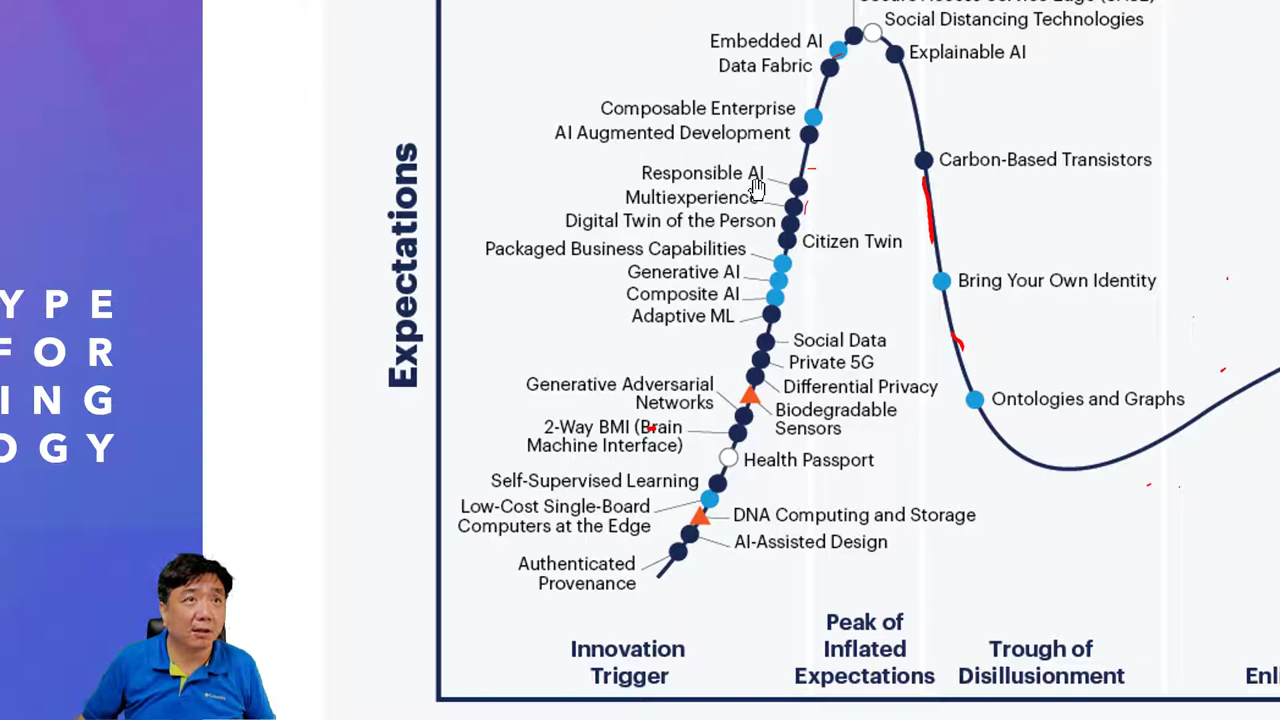 YPE
FOR
ING
OGY
Expectations
Social Distancing Technologies
Embedded AI
Explainable AI
Data Fabric
Composable Enterprise
AI Augmented Development
Carbon-Based Transistors
Responsible AI
Multiexperience
Digital Twin of the Person
Citizen Twin
Packaged Business Capabilities
Generative AI
Bring Your Own Identity
Composite AI
Adaptive ML
Social Data
Private 5G
Generative Adversarial
Networks
Differential Privacy
Ontologies and Graphs
Biodegradable
Sensors
2-Way BMI (Brain
Machine Interface)
Health Passport
Self-Supervised Learning
Low-Cost Single-Board
Computers at the Edge
DNA Computing and Storage
AI-Assisted Design
Authenticated
Provenance
Innovation
Trigger
Peak of
Inflated
Expectations
Trough of
Disillusionment
Enl